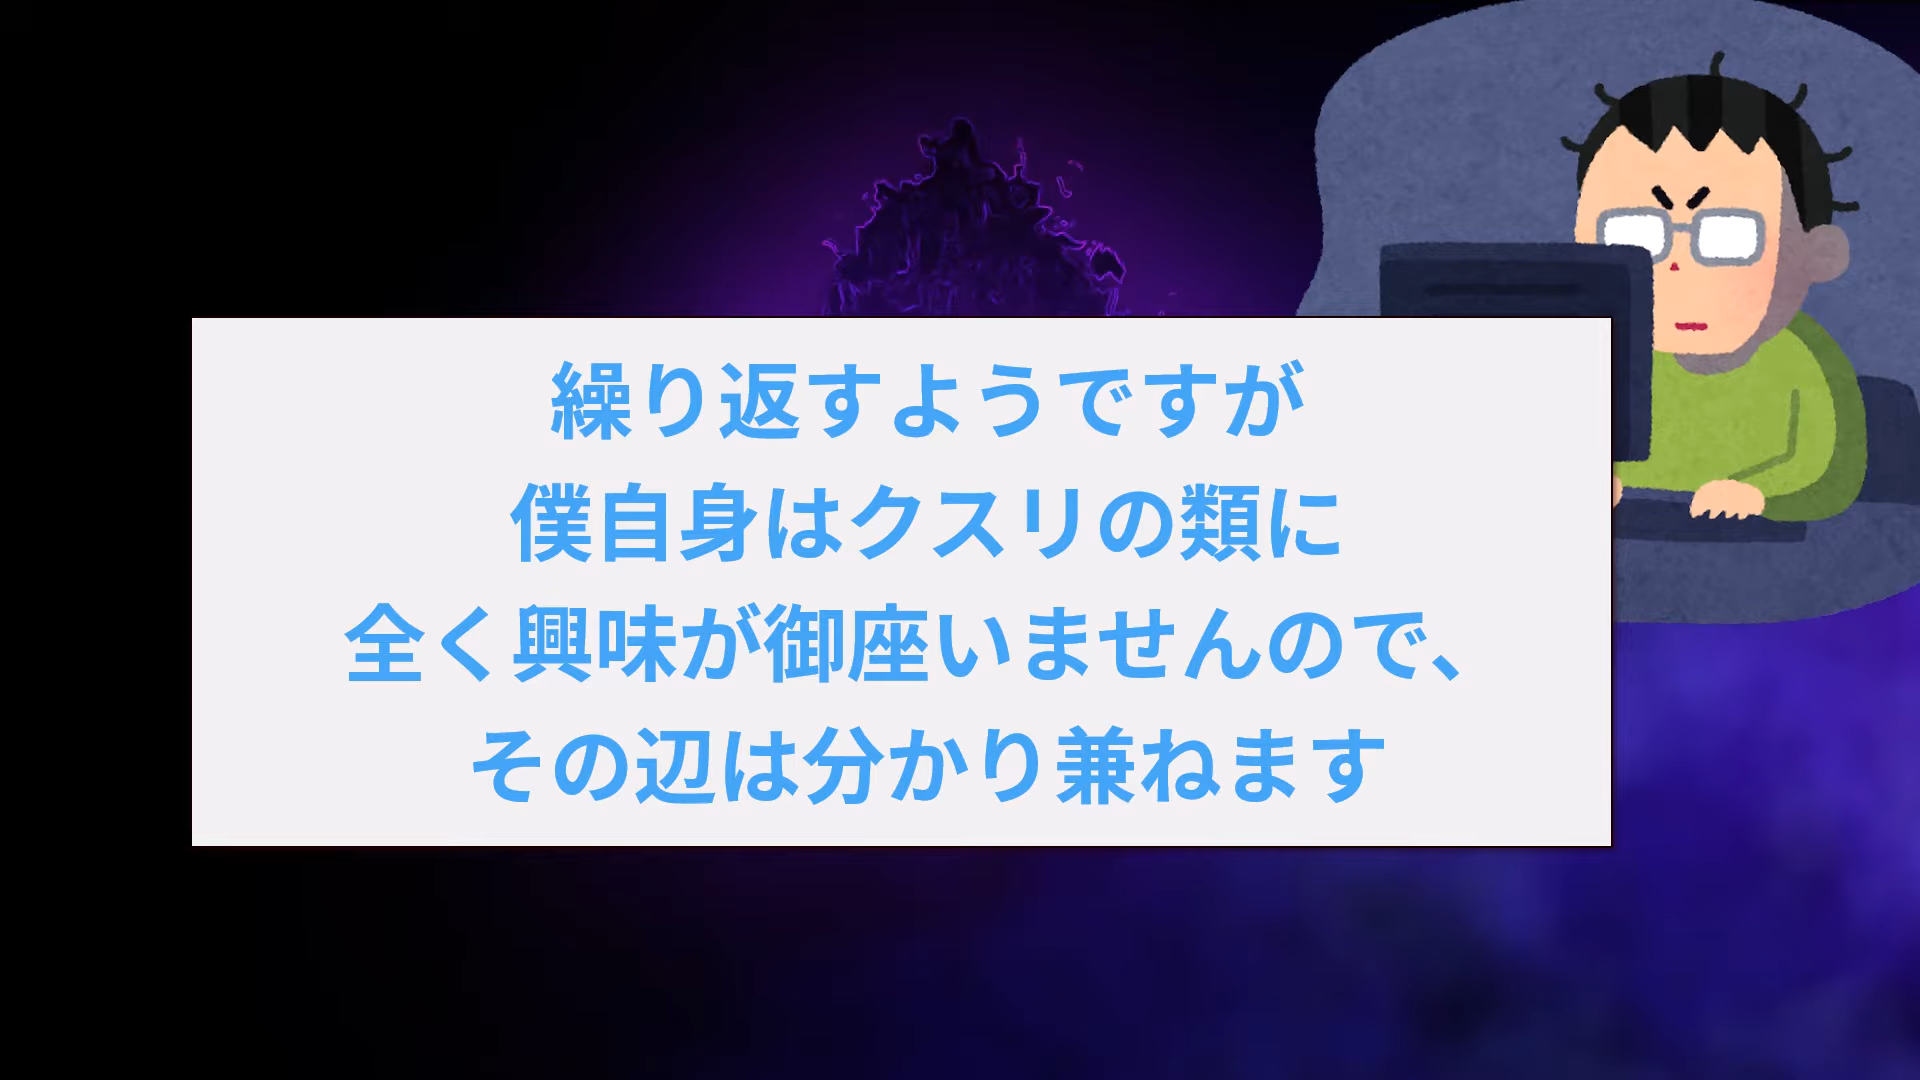 繰り返すようですが
僕自身はクスリの類に
全く興味が御座いませんので、
その辺は分かり兼ねます